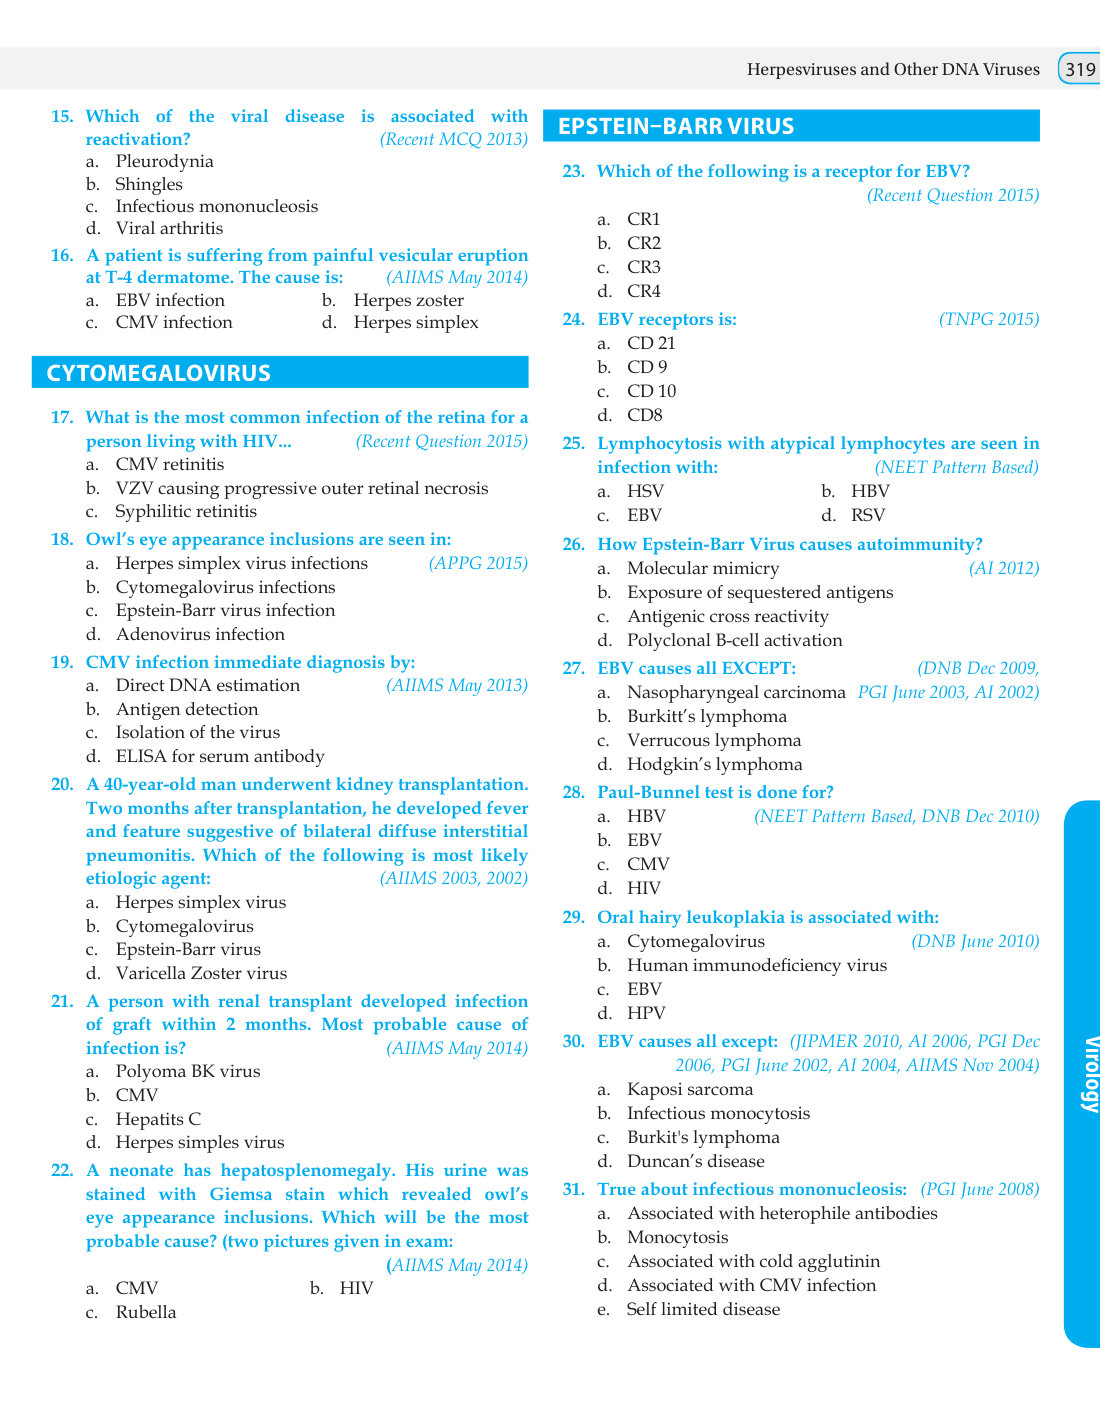 Herpesviruses and Other DNA Viruses 319
15. Which of the viral disease is associated with
reactivation? (Recent MCQ 2013)
a. Pleurodynia
b. Shingles
c. Infectious mononucleosis
d. Viral arthritis
16. A patient is suffering from painful vesicular eruption
at T-4 dermatome. The cause is: (AIIMS May 2014)
a. EBV infection b. Herpes zoster
c. CMV infection d. Herpes simplex
CYTOMEGALOVIRUS
17. What is the most common infection of the retina for a
person living with HIV... (Recent Question 2015)
a. CMV retinitis
b. VZV causing progressive outer retinal necrosis
c. Syphilitic retinitis
18. Owl's eye appearance inclusions are seen in:
a. Herpes simplex virus infections (APPG 2015)
b. Cytomegalovirus infections
c. Epstein-Barr virus infection
d. Adenovirus infection
19. CMV infection immediate diagnosis by:
a. Direct DNA estimation (AIIMS May 2013)
b. Antigen detection
c. Isolation of the virus
d. ELISA for serum antibody
20. A 40-year-old man underwent kidney transplantation.
Two months after transplantation, he developed fever
and feature suggestive of bilateral diffuse interstitial
pneumonitis. Which of the following is most likely
etiologic agent: (AIIMS 2003, 2002)
a. Herpes simplex virus
b. Cytomegalovirus
c. Epstein-Barr virus
d. Varicella Zoster virus
21. A person with renal transplant developed infection
of graft within 2 months. Most probable cause of
infection is? (AIIMS May 2014)
a. Polyoma BK virus
b. CMV
c. Hepatits C
d. Herpes simples virus
22. A neonate has hepatosplenomegaly. His urine was
stained with Giemsa stain which revealed owl's
eye appearance inclusions. Which will be the most
probable cause? (two pictures given in exam:
(AIIMS May 2014)
a. CMV b. HIV
c. Rubella
EPSTEIN–BARR VIRUS
23. Which of the following is a receptor for EBV?
(Recent Question 2015)
a. CR1
b. CR2
c. CR3
d. CR4
24. EBV receptors is: (TNPG 2015)
a. CD 21
b. CD 9
c. CD 10
d. CD8
25. Lymphocytosis with atypical lymphocytes are seen in
infection with: (NEET Pattern Based)
a. HSV b. HBV
c. EBV d. RSV
26. How Epstein-Barr Virus causes autoimmunity?
a. Molecular mimicry (AI 2012)
b. Exposure of sequestered antigens
c. Antigenic cross reactivity
d. Polyclonal B-cell activation
27. EBV causes all EXCEPT: (DNB Dec 2009,
a. Nasopharyngeal carcinoma PGI June 2003, AI 2002)
b. Burkitt's lymphoma
c. Verrucous lymphoma
d. Hodgkin's lymphoma
28. Paul-Bunnel test is done for?
a. HBV (NEET Pattern Based, DNB Dec 2010)
b. EBV
c. CMV
d. HIV
29. Oral hairy leukoplakia is associated with:
a. Cytomegalovirus (DNB June 2010)
b. Human immunodeficiency virus
c. EBV
d. HPV
30. EBV causes all except: (JIPMER 2010, AI 2006, PGI Dec
2006, PGI June 2002, AI 2004, AIIMS Nov 2004)
a. Kaposi sarcoma
b. Infectious monocytosis
c. Burkit's lymphoma
d. Duncan's disease
31. True about infectious mononucleosis: (PGI June 2008)
a. Associated with heterophile antibodies
b. Monocytosis
c. Associated with cold agglutinin
d. Associated with CMV infection
e. Self limited disease
Virology